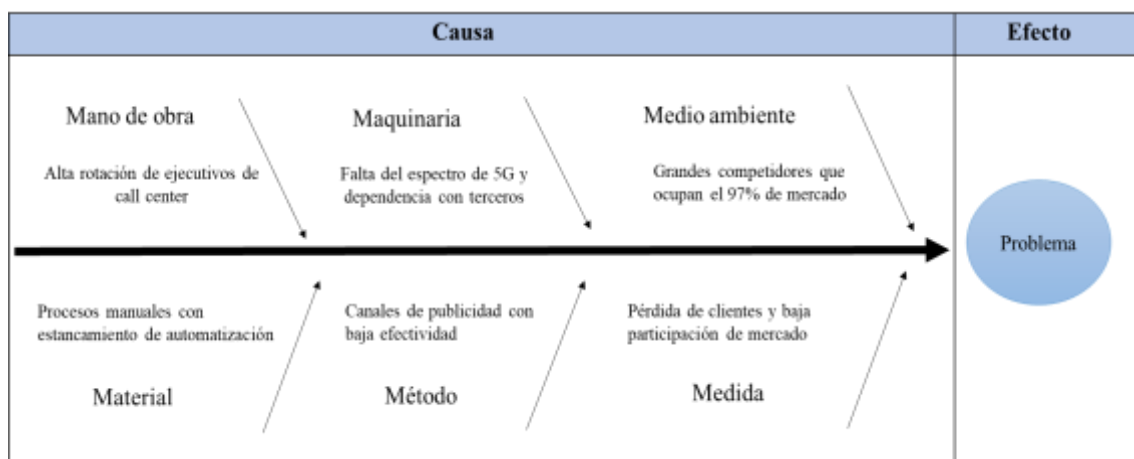 Causa
Efecto
Mano de obra
Maquinaria
Medio ambiente
Alta rotación de ejecutivos de
call center
Falta del espectro de 5G y
dependencia con terceros
Grandes competidores que
ocupan el 97% de mercado
Problema
Procesos manuales con
estancamiento de automatización
Canales de publicidad con
baja efectividad
Pérdida de clientes y baja
participación de mercado
Material
Método
Medida